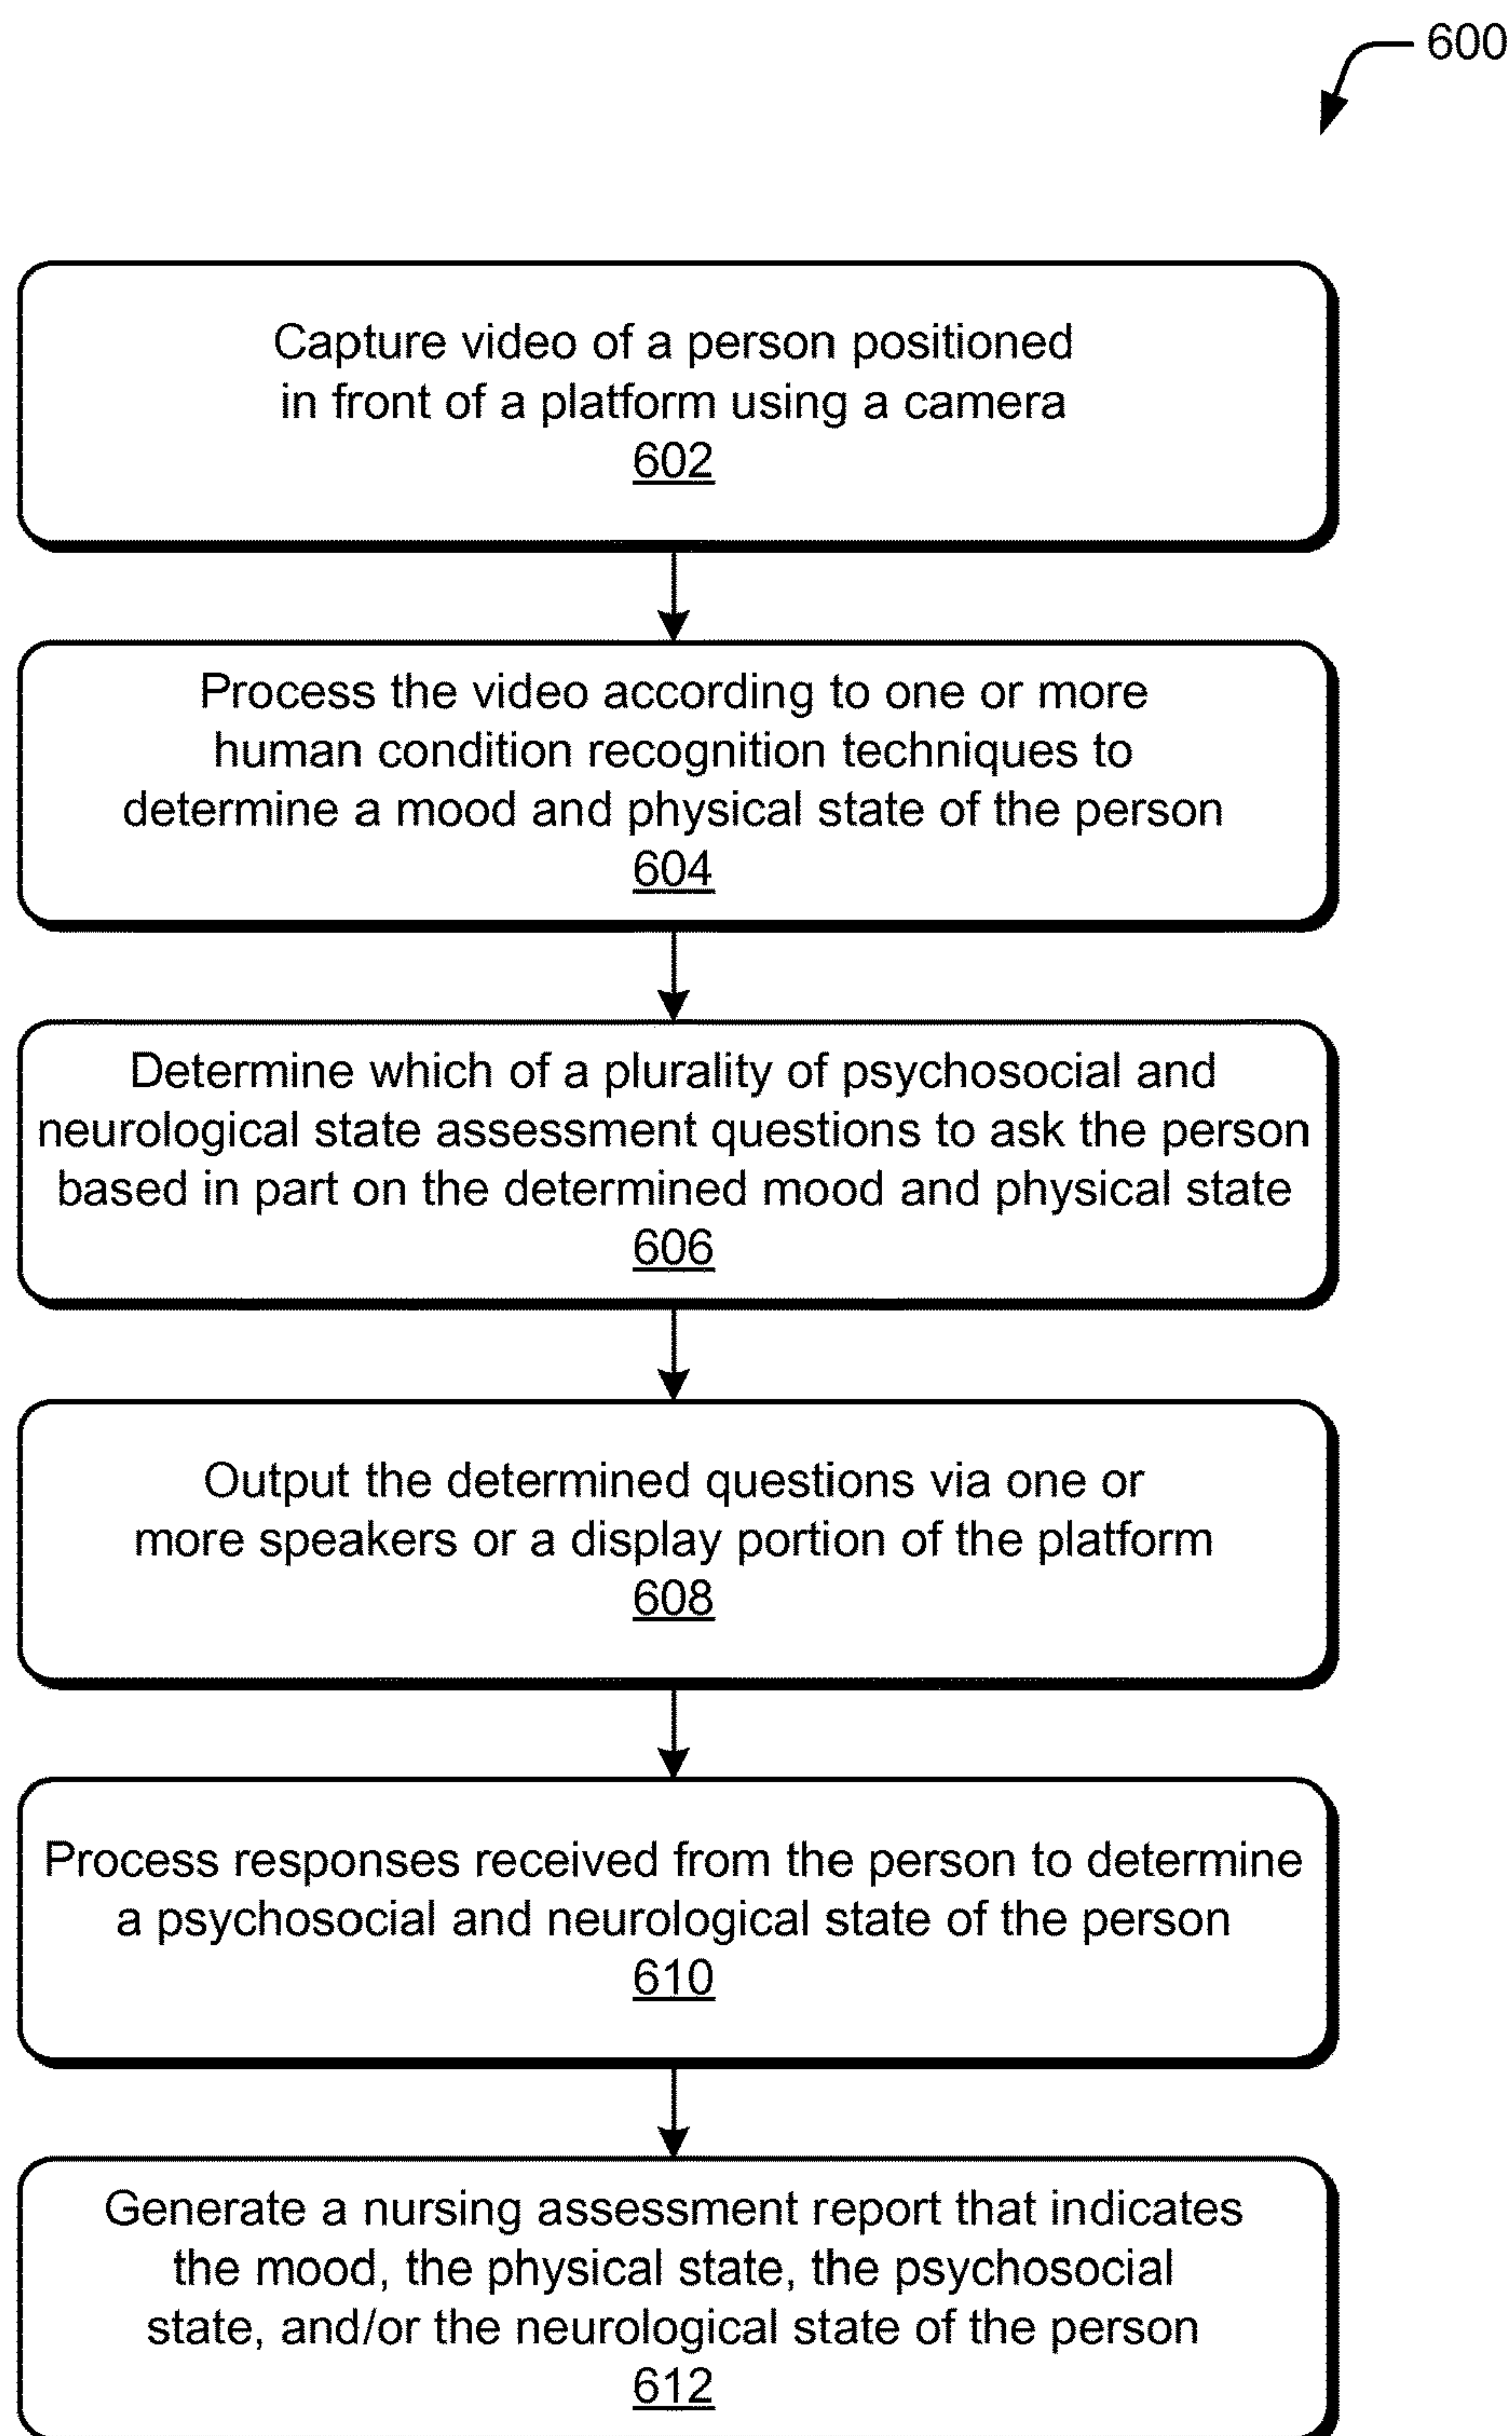 600
Capture video of a person positioned
in front of a platform using a camera
602
Process the video according to one or more
human condition recognition techniques to
determine a mood and physical state of the person
604
Determine which of a plurality of psychosocial and
neurological state assessment questions to ask the person
based in part on the determined mood and physical state
606
Output the determined questions via one or
more speakers or a display portion of the platform
608
Process responses received from the person to determine
a psychosocial and neurological state of the person
610
Generate a nursing assessment report that indicates
the mood, the physical state, the psychosocial
state, and/or the neurological state of the person
612